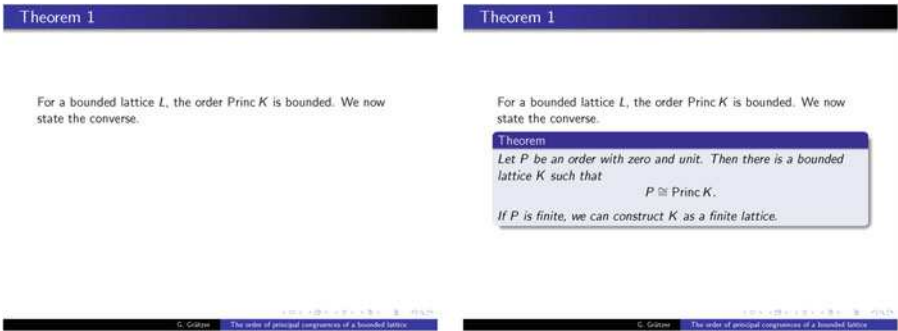 Theorem 1
For a bounded lattice L, the order Princ K is bounded. We now
state the converse.
G. Grätzer The order of principal congruences of a bounded lattice
Theorem 1
For a bounded lattice L, the order Princ K is bounded. We now
state the converse.
Theorem
Let P be an order with zero and unit. Then there is a bounded
lattice K such that
P ≅ Princ K.
If P is finite, we can construct K as a finite lattice.
G. Grätzer The order of principal congruences of a bounded lattice